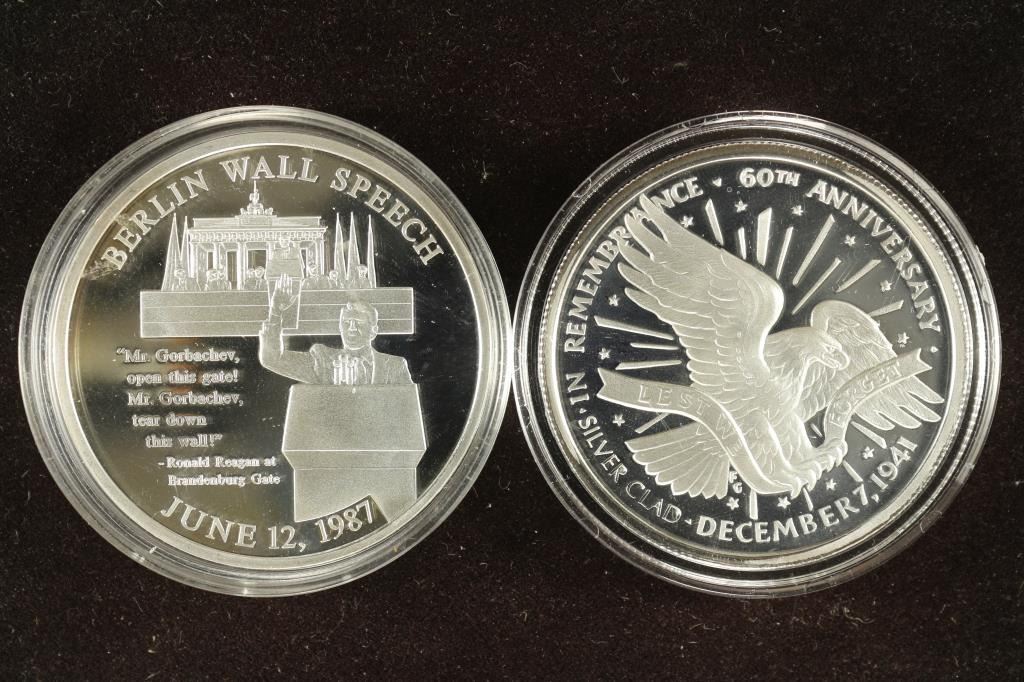 BERLIN WALL SPEECH
"Mr. Gorbachev,
open this gate!
Mr. Gorbachev,
tear down
this wall!"
-Ronald Reagan at
Brandenburg Gate
JUNE 12, 1987
·IN REMEMBRANCE · 60TH ANNIVERSARY·
LEST WE FORGET
FG
SILVER CLAD · DECEMBER 7, 1941